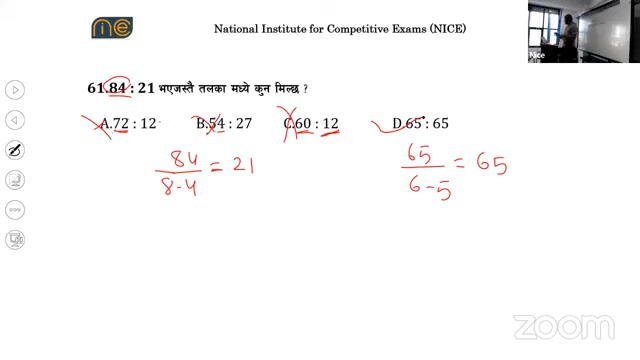 nie
National Institute for Competitive Exams (NICE)
Nice
61. 84 : 21 भएजस्तै तलका मध्ये कुन मिल्छ ?
A. 72 : 12 B. 54 : 27 C. 60 : 12 D. 65 : 65
84 / 8-4 = 21
65 / 6-5 = 65
zoom